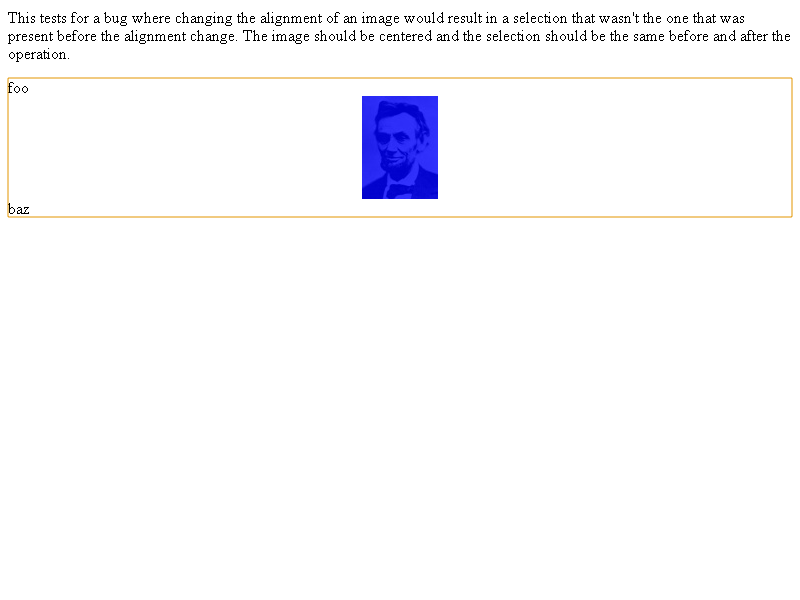 This tests for a bug where changing the alignment of an image would result in a selection that wasn't the one that was
present before the alignment change. The image should be centered and the selection should be the same before and after the
operation.
foo
baz